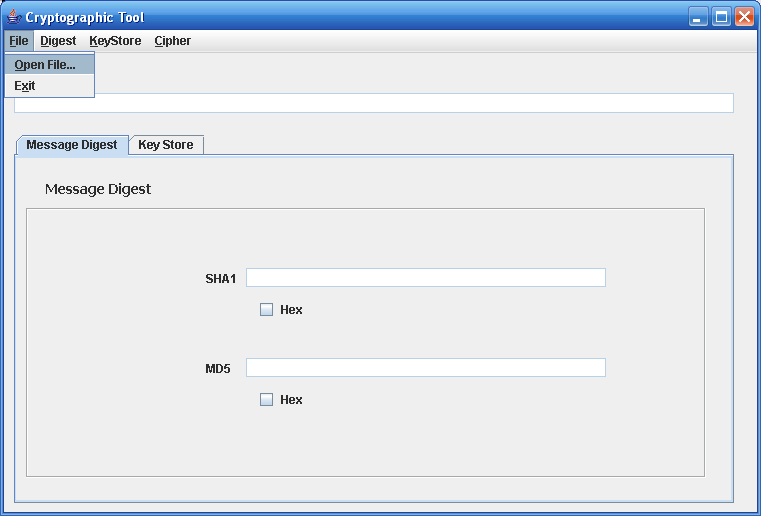 Cryptographic Tool
File Digest KeyStore Cipher
Open File...
Exit
Message Digest Key Store
Message Digest
SHA1
Hex
MD5
Hex